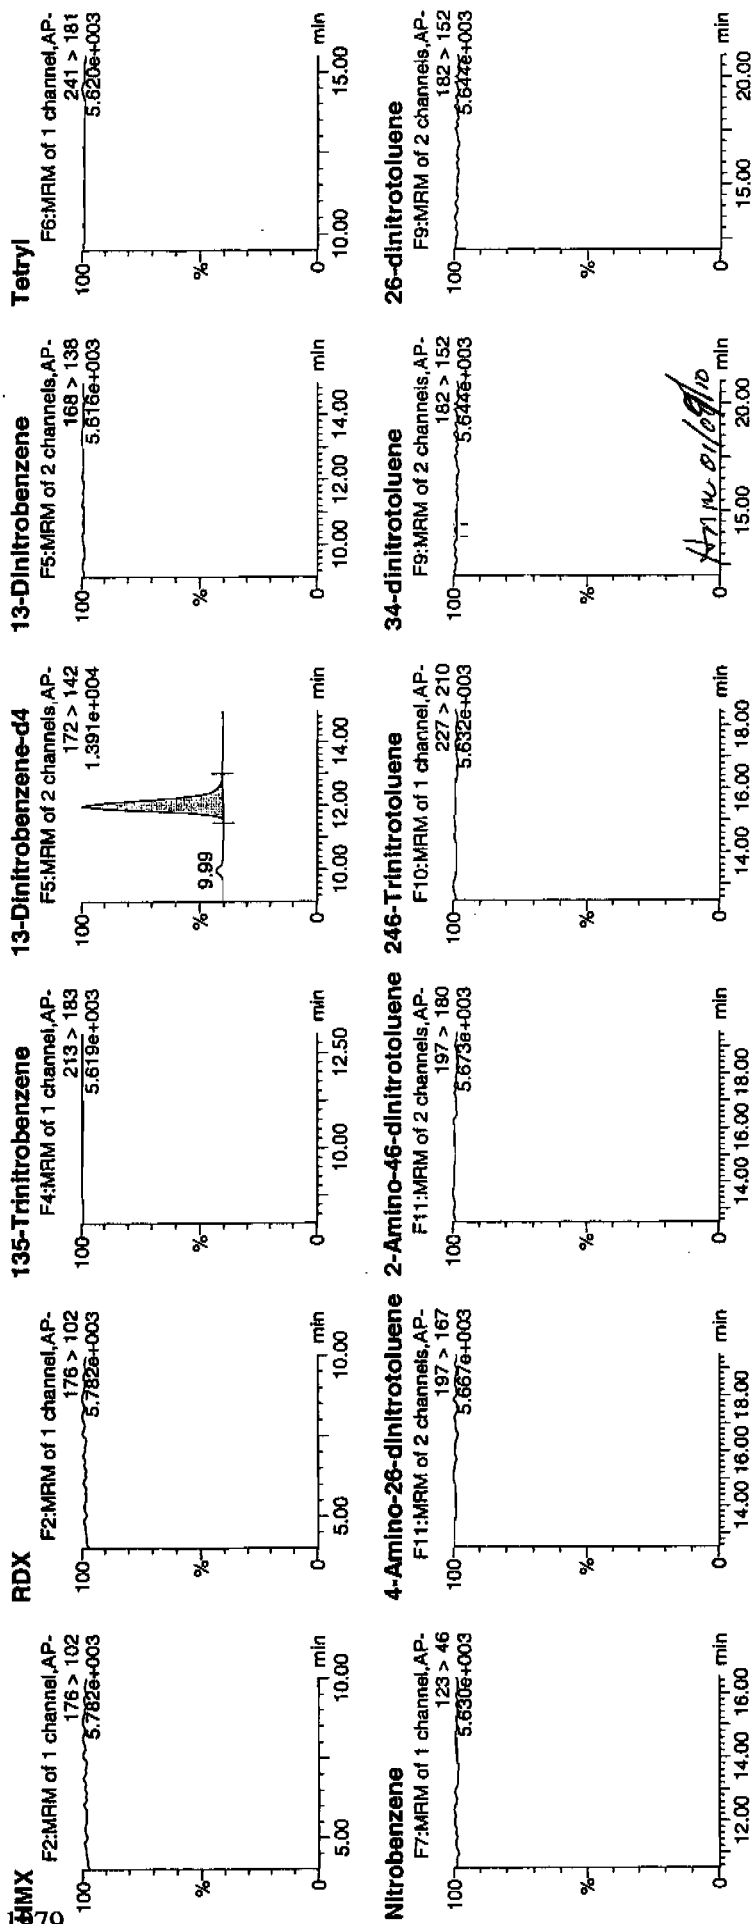 HMX
F2:MRM of 1 channel,AP-
176 > 102
5.782e+003
100
%
0
5.00
10.00
min
RDX
F2:MRM of 1 channel,AP-
176 > 102
5.782e+003
100
%
0
5.00
10.00
min
135-Trinitrobenzene
F4:MRM of 1 channel,AP-
213 > 183
5.619e+003
100
%
0
10.00
12.50
min
13-Dinitrobenzene-d4
F5:MRM of 2 channels,AP-
172 > 142
1.391e+004
100
9.99
%
0
10.00
12.00
14.00
min
13-Dinitrobenzene
F5:MRM of 2 channels,AP-
168 > 138
5.616e+003
100
%
0
10.00
12.00
14.00
min
Tetryl
F6:MRM of 1 channel,AP-
241 > 181
5.620e+003
100
%
0
10.00
15.00
min
Nitrobenzene
F7:MRM of 1 channel,AP-
123 > 46
5.630e+003
100
%
0
12.00
14.00
16.00
min
4-Amino-26-dinitrotoluene
F11:MRM of 2 channels,AP-
197 > 167
5.667e+003
100
%
0
14.00
16.00
18.00
min
2-Amino-46-dinitrotoluene
F11:MRM of 2 channels,AP-
197 > 180
5.673e+003
100
%
0
14.00
16.00
18.00
min
246-Trinitrotoluene
F10:MRM of 1 channel,AP-
227 > 210
5.632e+003
100
%
0
14.00
16.00
18.00
min
34-dinitrotoluene
F9:MRM of 2 channels,AP-
182 > 152
5.644e+003
100
%
0
15.00
20.00
min
01/09/10
26-dinitrotoluene
F9:MRM of 2 channels,AP-
182 > 152
5.644e+003
100
%
0
15.00
20.00
min